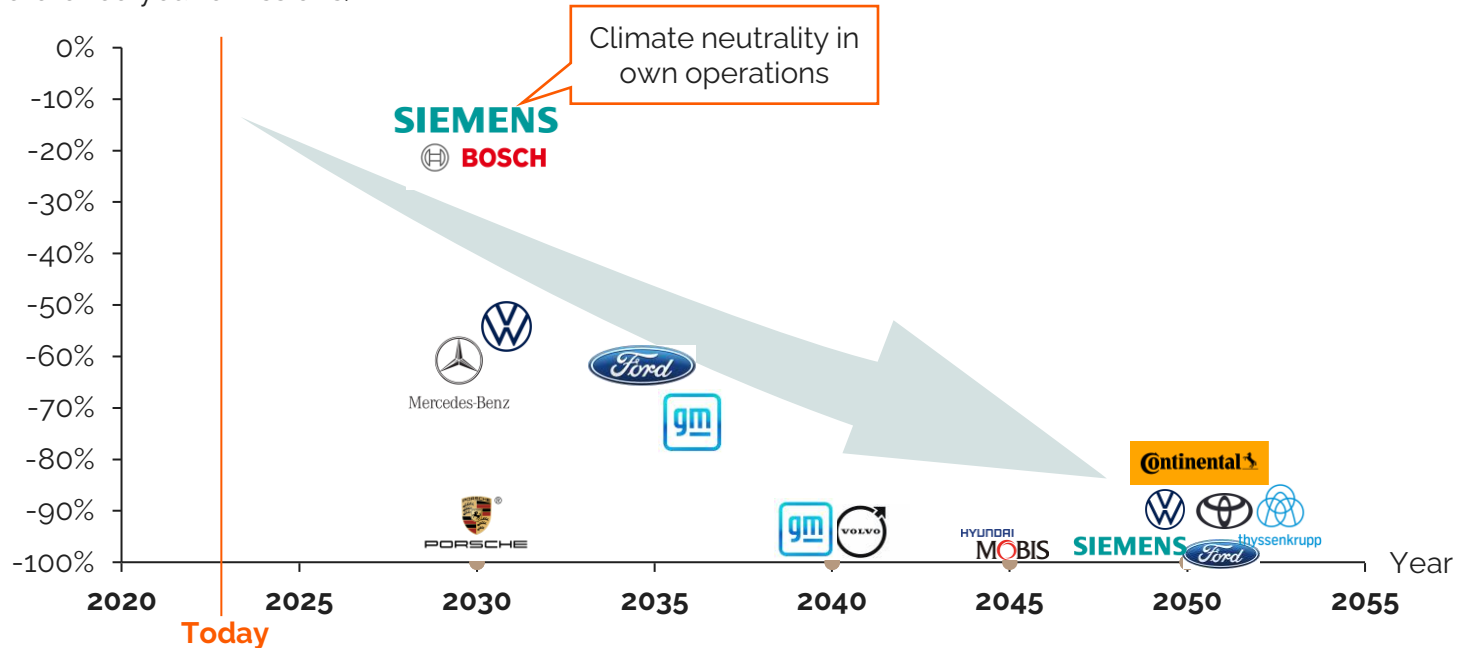 0%
-10%
-20%
-30%
-40%
-50%
-60%
-70%
-80%
-90%
-100%
Climate neutrality in
own operations
SIEMENS
BOSCH
Mercedes-Benz
Ford
gm
PORSCHE
PORSCHE
®
gm
VOLVO
HYUNDAI
MOBIS
Continental
thyssenkrupp
SIEMENS
Ford
Year
2020
2025
2030
2035
2040
2045
2050
2055
Today